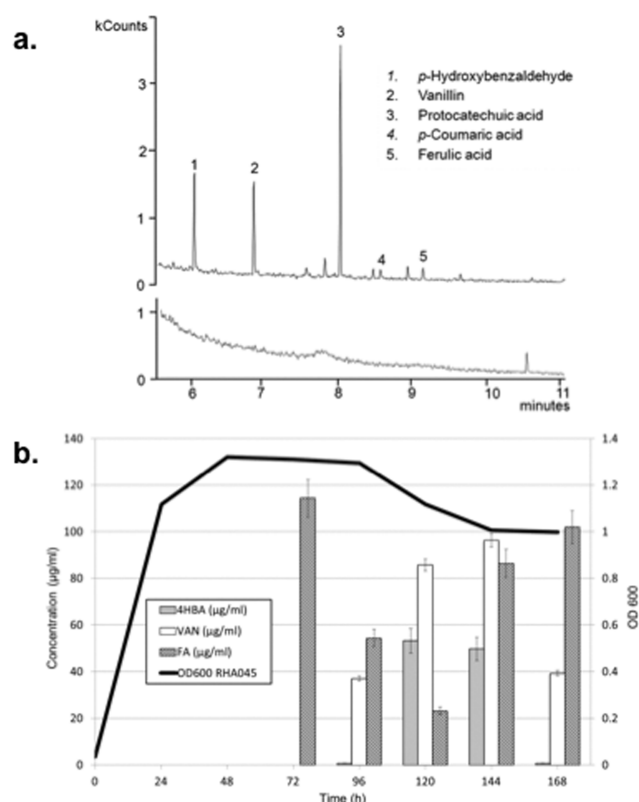 a.
kCounts
3
2
1
0
1
2
3
4
5
1. p-Hydroxybenzaldehyde
2. Vanillin
3. Protocatechuic acid
4. p-Coumaric acid
5. Ferulic acid
1
0
6 7 8 9 10 11
minutes
b.
140 1.4
120 1.2
100 1
80 0.8
60 0.6
40 0.4
20 0.2
0 0
Concentration (µg/ml)
OD 600
4HBA (µg/ml)
VAN (µg/ml)
FA (µg/ml)
OD600 RHA045
0 24 48 72 96 120 144 168
Time (h)